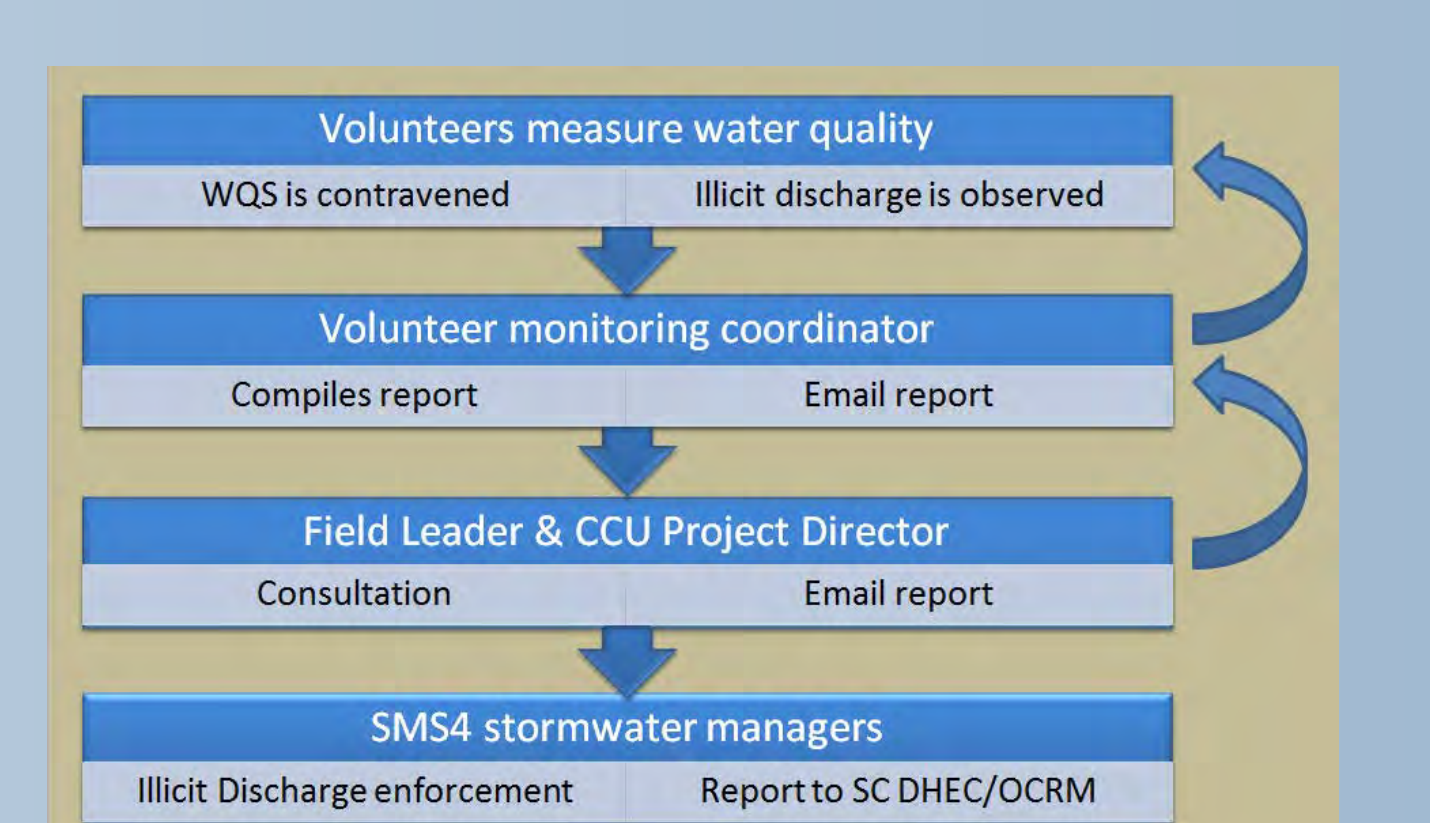 Volunteers measure water quality
WQS is contravened
Illicit discharge is observed
Volunteer monitoring coordinator
Compiles report
Email report
Field Leader & CCU Project Director
Consultation
Email report
SMS4 stormwater managers
Illicit Discharge enforcement
Report to SC DHEC/OCRM